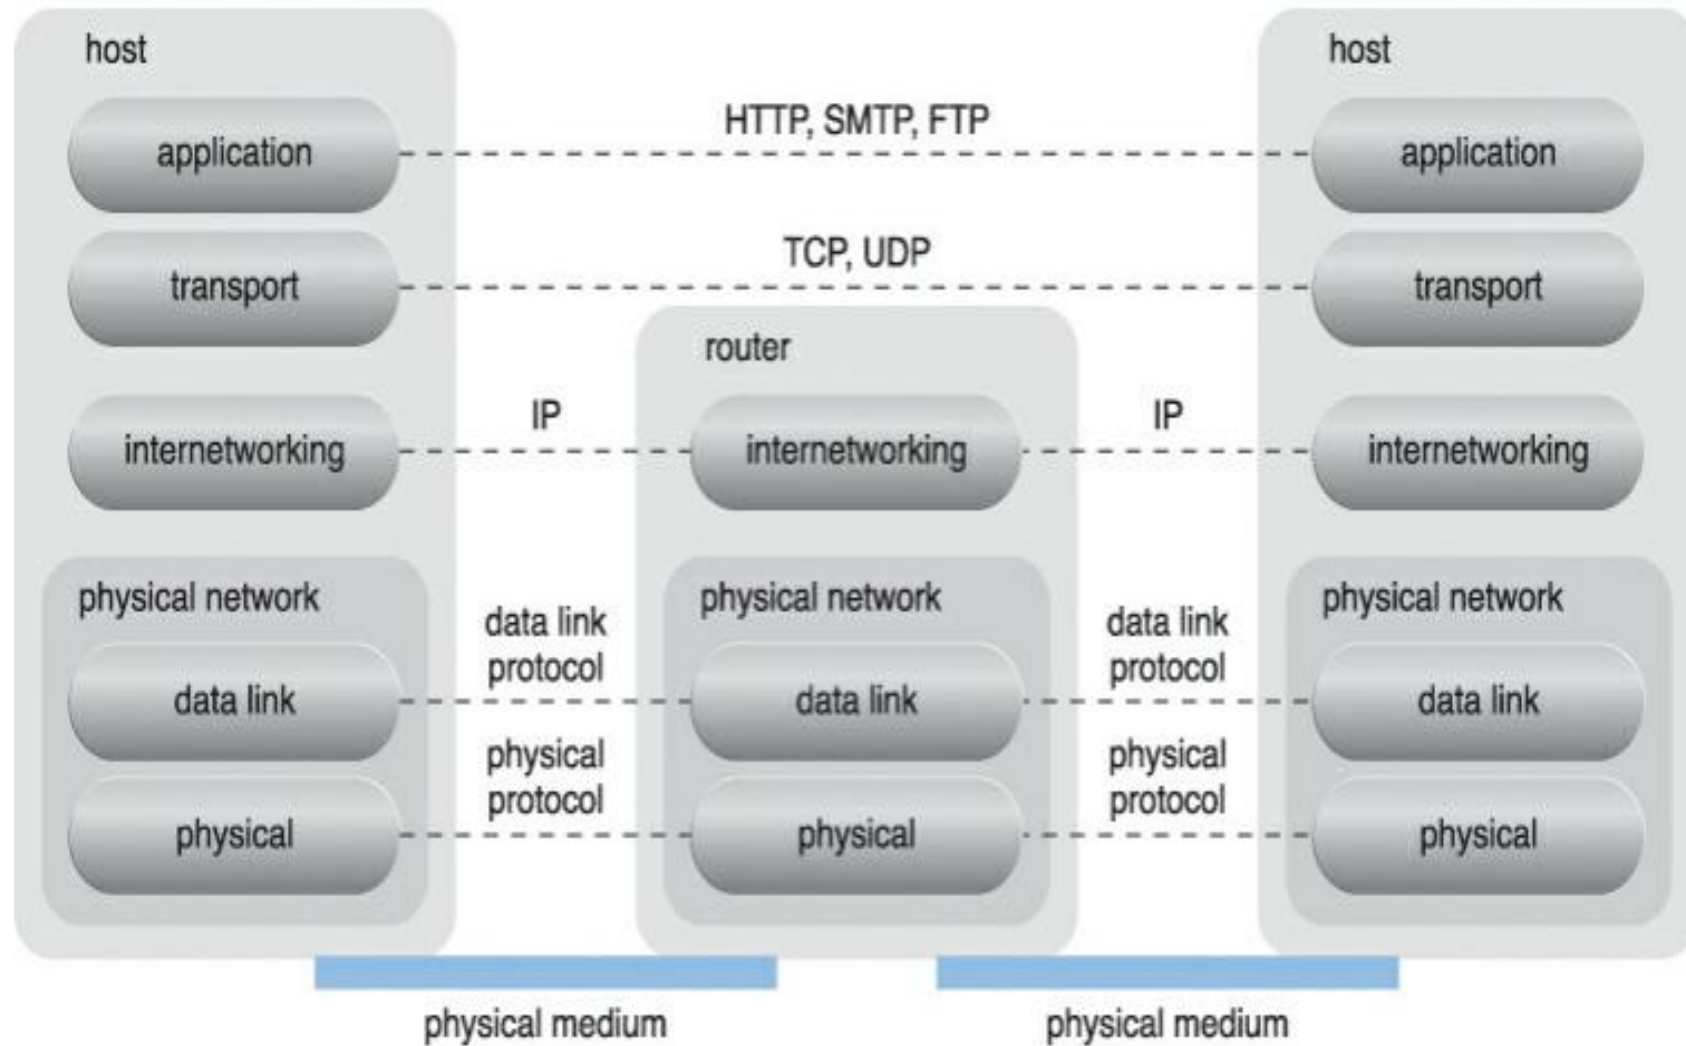 host
host
HTTP, SMTP, FTP
application
application
TCP, UDP
transport
transport
router
IP
IP
internetworking
internetworking
internetworking
physical network
physical network
physical network
data link
protocol
data link
protocol
data link
data link
data link
physical
protocol
physical
protocol
physical
physical
physical
physical medium
physical medium